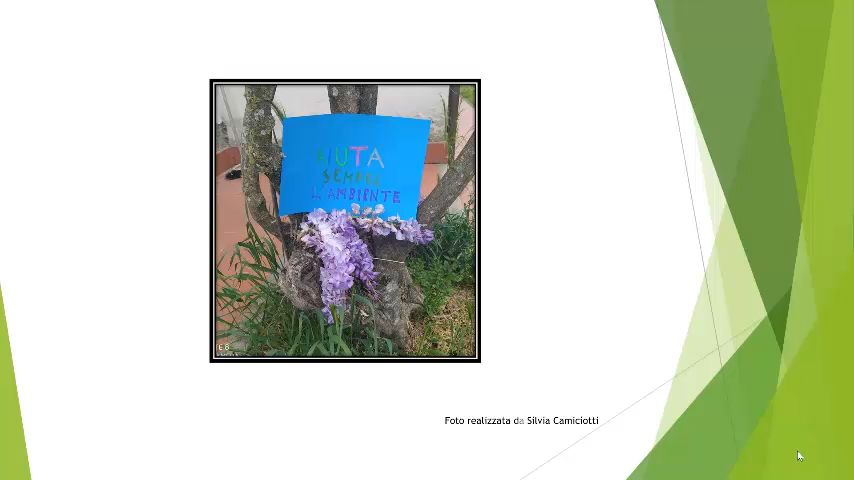 AIUTA
SEMPRE
L'AMBIENTE
E.B
Foto realizzata da Silvia Camiciotti